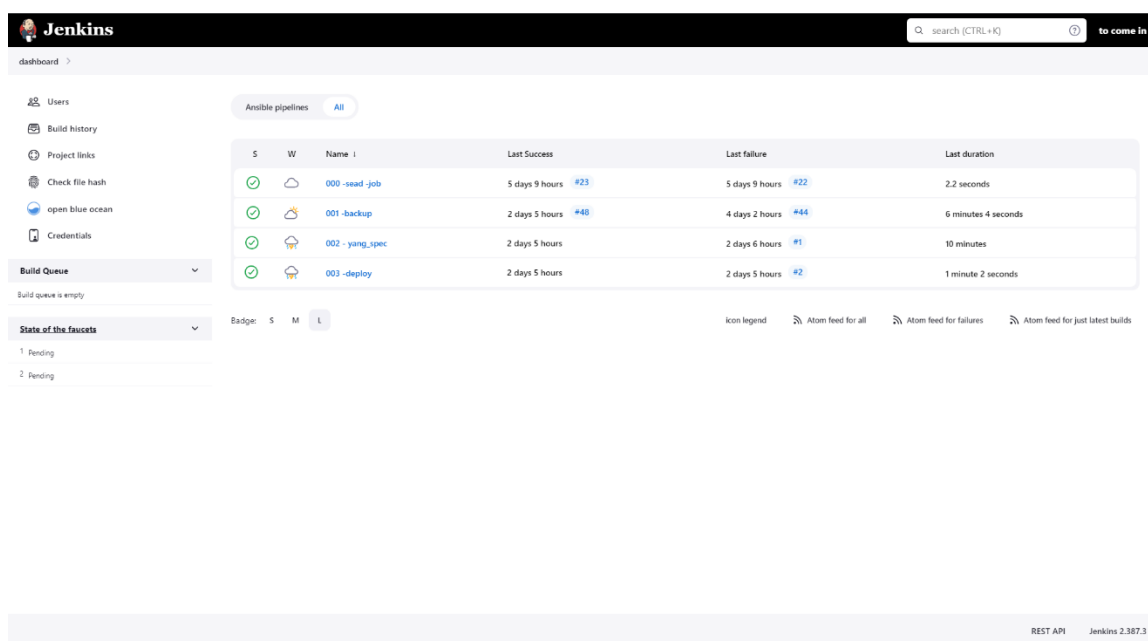 Jenkins
search (CTRL+K)
to come in
dashboard >
Users
Build history
Project links
Check file hash
open blue ocean
Credentials
Build Queue
Build queue is empty
State of the faucets
1 Pending
2 Pending
Ansible pipelines All
S W Name ↓ Last Success Last failure Last duration
000 -sead -job 5 days 9 hours #23 5 days 9 hours #22 2.2 seconds
001 -backup 2 days 5 hours #48 4 days 2 hours #44 6 minutes 4 seconds
002 - yang_spec 2 days 5 hours 2 days 6 hours #1 10 minutes
003 -deploy 2 days 5 hours 2 days 5 hours #2 1 minute 2 seconds
Badge: S M L
icon legend Atom feed for all Atom feed for failures Atom feed for just latest builds
REST API Jenkins 2.387.3